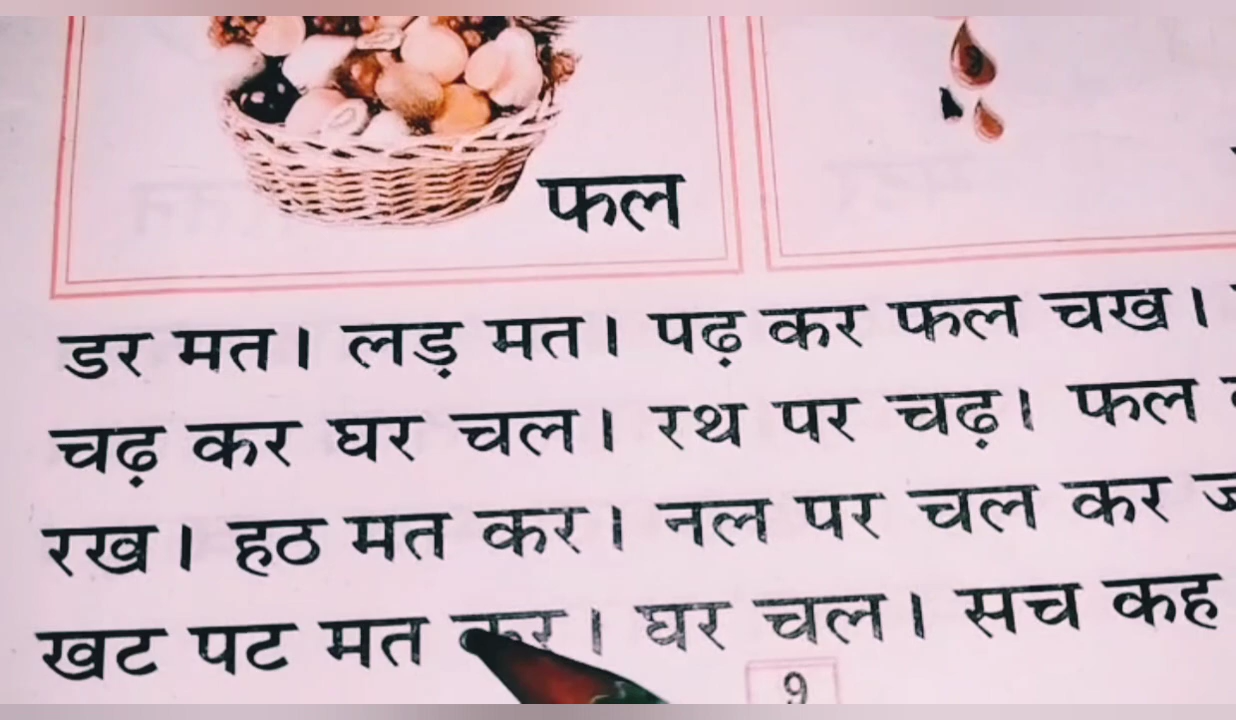 फल
डर मत। लड़ मत। पढ़ कर फल चख।
चढ़ कर घर चल। रथ पर चढ़। फल
रख। हठ मत कर। नल पर चल कर
खट पट मत कर। घर चल। सच कह
9